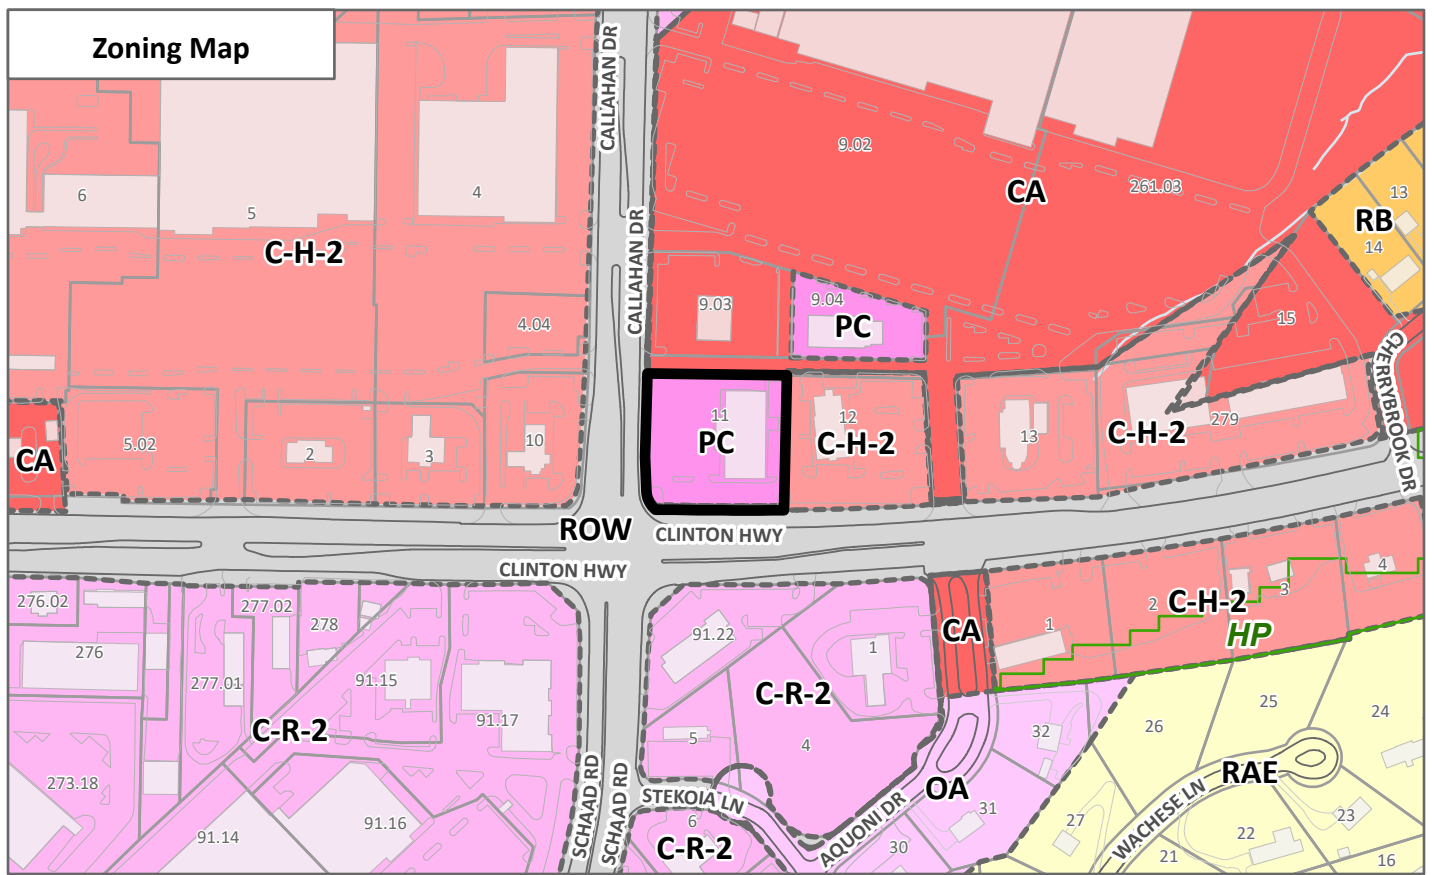 Zoning Map
CALLAHAN DR
CALLAHAN DR
9.02
CA
261.03
13
RB
14
6
5
4
C-H-2
4.04
9.03
9.04
PC
15
CHERRYBROOK DR
5.02
CA
2
3
10
11
PC
12
C-H-2
13
C-H-2
279
ROW
CLINTON HWY
CLINTON HWY
276.02
277.02
278
276
277.01
91.15
91.17
C-R-2
273.18
91.14
91.16
SCHAAD RD
SCHAAD RD
91.22
1
C-R-2
5
4
CA
1
2
C-H-2
3
4
HP
STEKOIA LN
6
C-R-2
AQUONI DR
OA
32
31
30
26
25
24
RAE
WACHESE LN
27
23
22
21
16